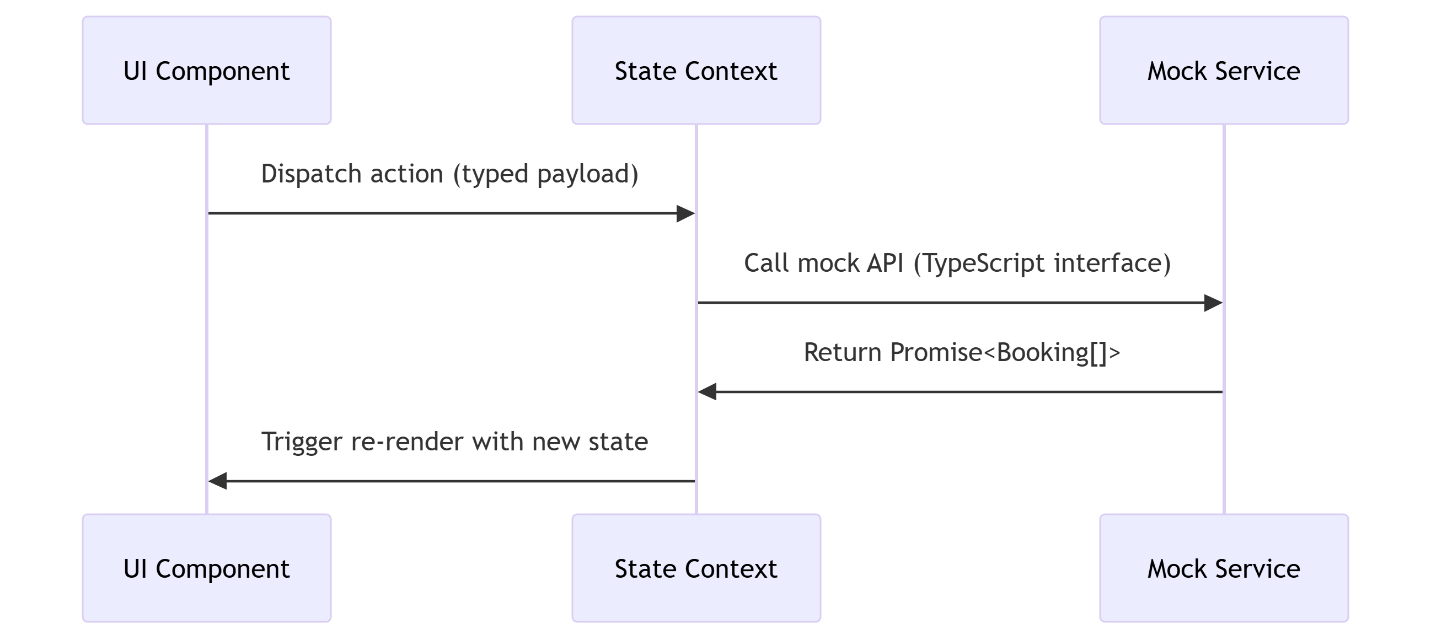 UI Component
State Context
Mock Service
Dispatch action (typed payload)
Call mock API (TypeScript interface)
Return Promise<Booking[]>
Trigger re-render with new state
UI Component
State Context
Mock Service